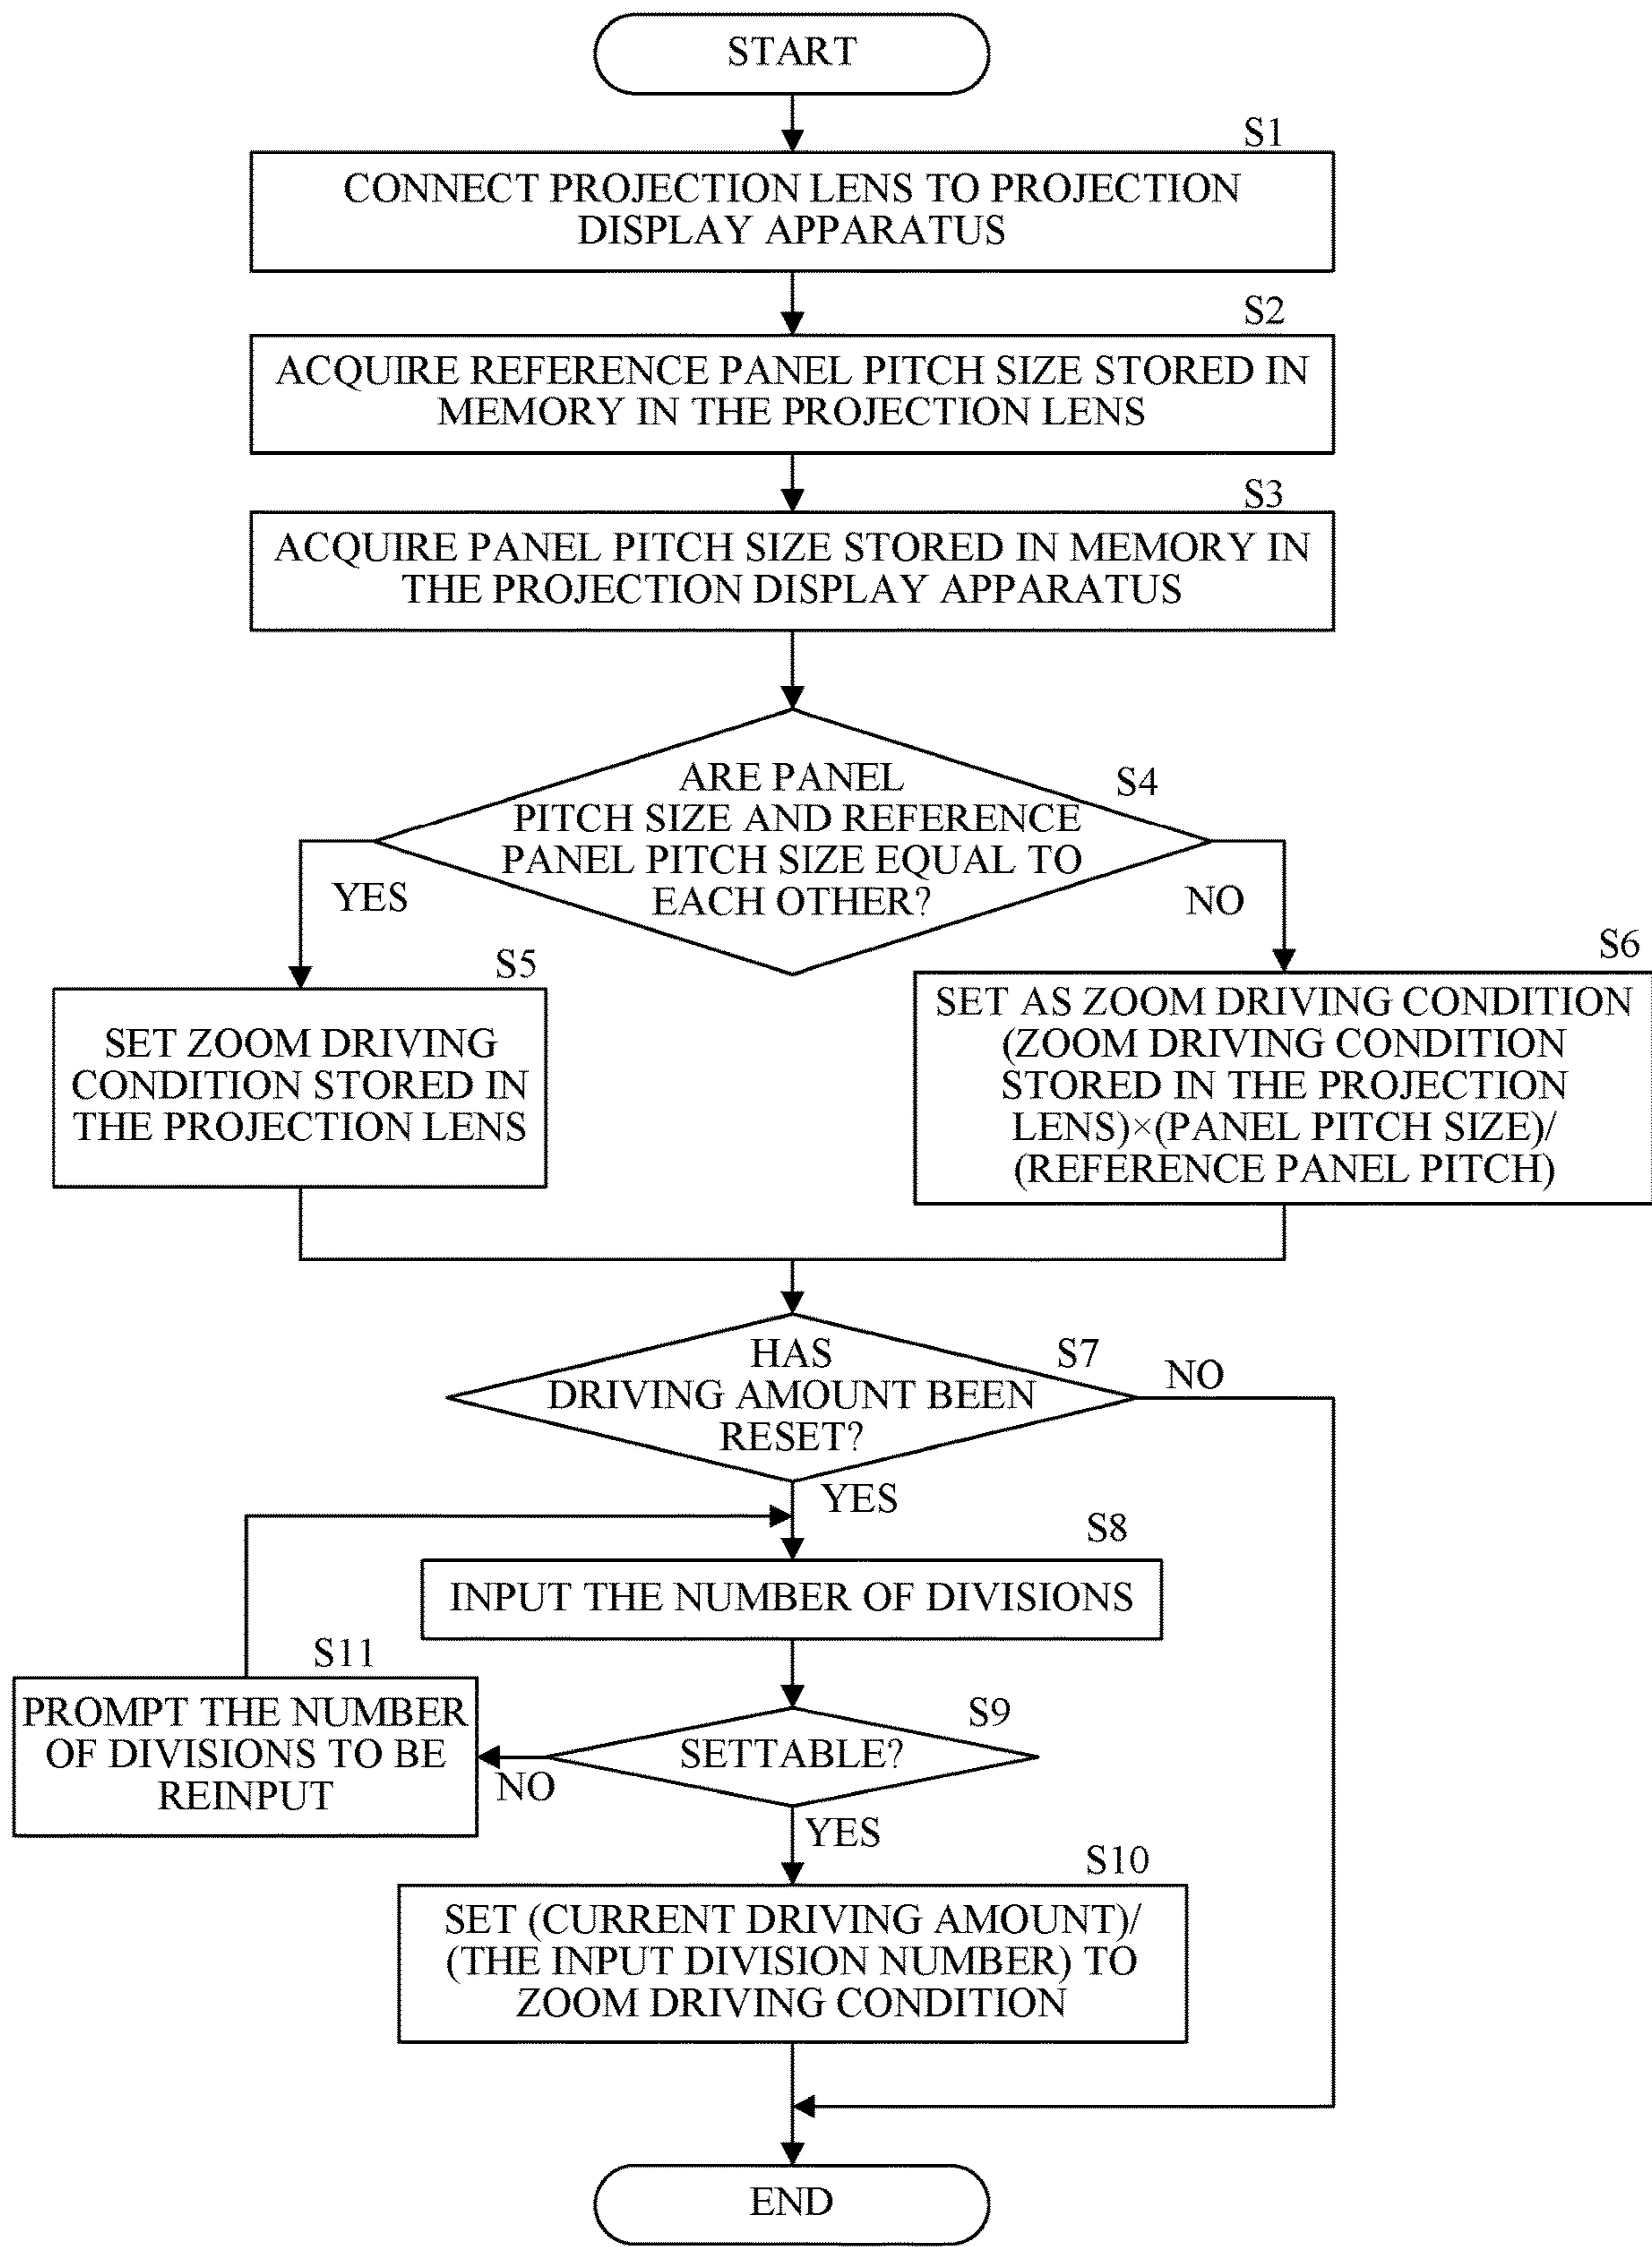 START
S1
CONNECT PROJECTION LENS TO PROJECTION
DISPLAY APPARATUS
S2
ACQUIRE REFERENCE PANEL PITCH SIZE STORED IN
MEMORY IN THE PROJECTION LENS
S3
ACQUIRE PANEL PITCH SIZE STORED IN MEMORY IN
THE PROJECTION DISPLAY APPARATUS
S4
ARE PANEL
PITCH SIZE AND REFERENCE
PANEL PITCH SIZE EQUAL TO
EACH OTHER?
YES
NO
S5
SET ZOOM DRIVING
CONDITION STORED IN
THE PROJECTION LENS
S6
SET AS ZOOM DRIVING CONDITION
(ZOOM DRIVING CONDITION
STORED IN THE PROJECTION
LENS)×(PANEL PITCH SIZE)/
(REFERENCE PANEL PITCH)
S7
HAS
DRIVING AMOUNT BEEN
RESET?
NO
YES
S8
INPUT THE NUMBER OF DIVISIONS
S11
PROMPT THE NUMBER
OF DIVISIONS TO BE
REINPUT
S9
SETTABLE?
NO
YES
S10
SET (CURRENT DRIVING AMOUNT)/
(THE INPUT DIVISION NUMBER) TO
ZOOM DRIVING CONDITION
END